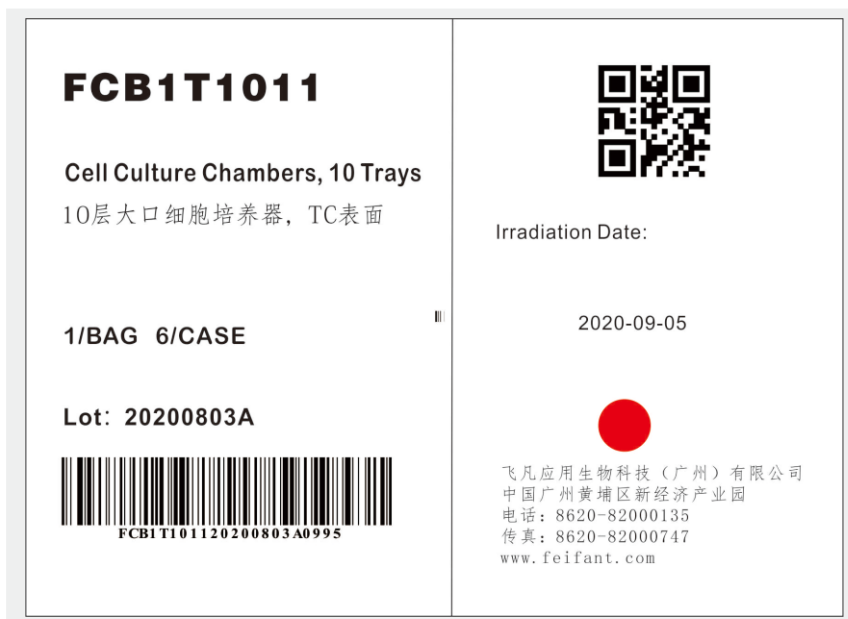 FCB1T1011
Cell Culture Chambers, 10 Trays
10层大口细胞培养器，TC表面
1/BAG 6/CASE
Lot: 20200803A
FCB1T101120200803A0995
Irradiation Date:
2020-09-05
飞凡应用生物科技（广州）有限公司
中国广州黄埔区新经济产业园
电话：8620-82000135
传真：8620-82000747
www.feifant.com